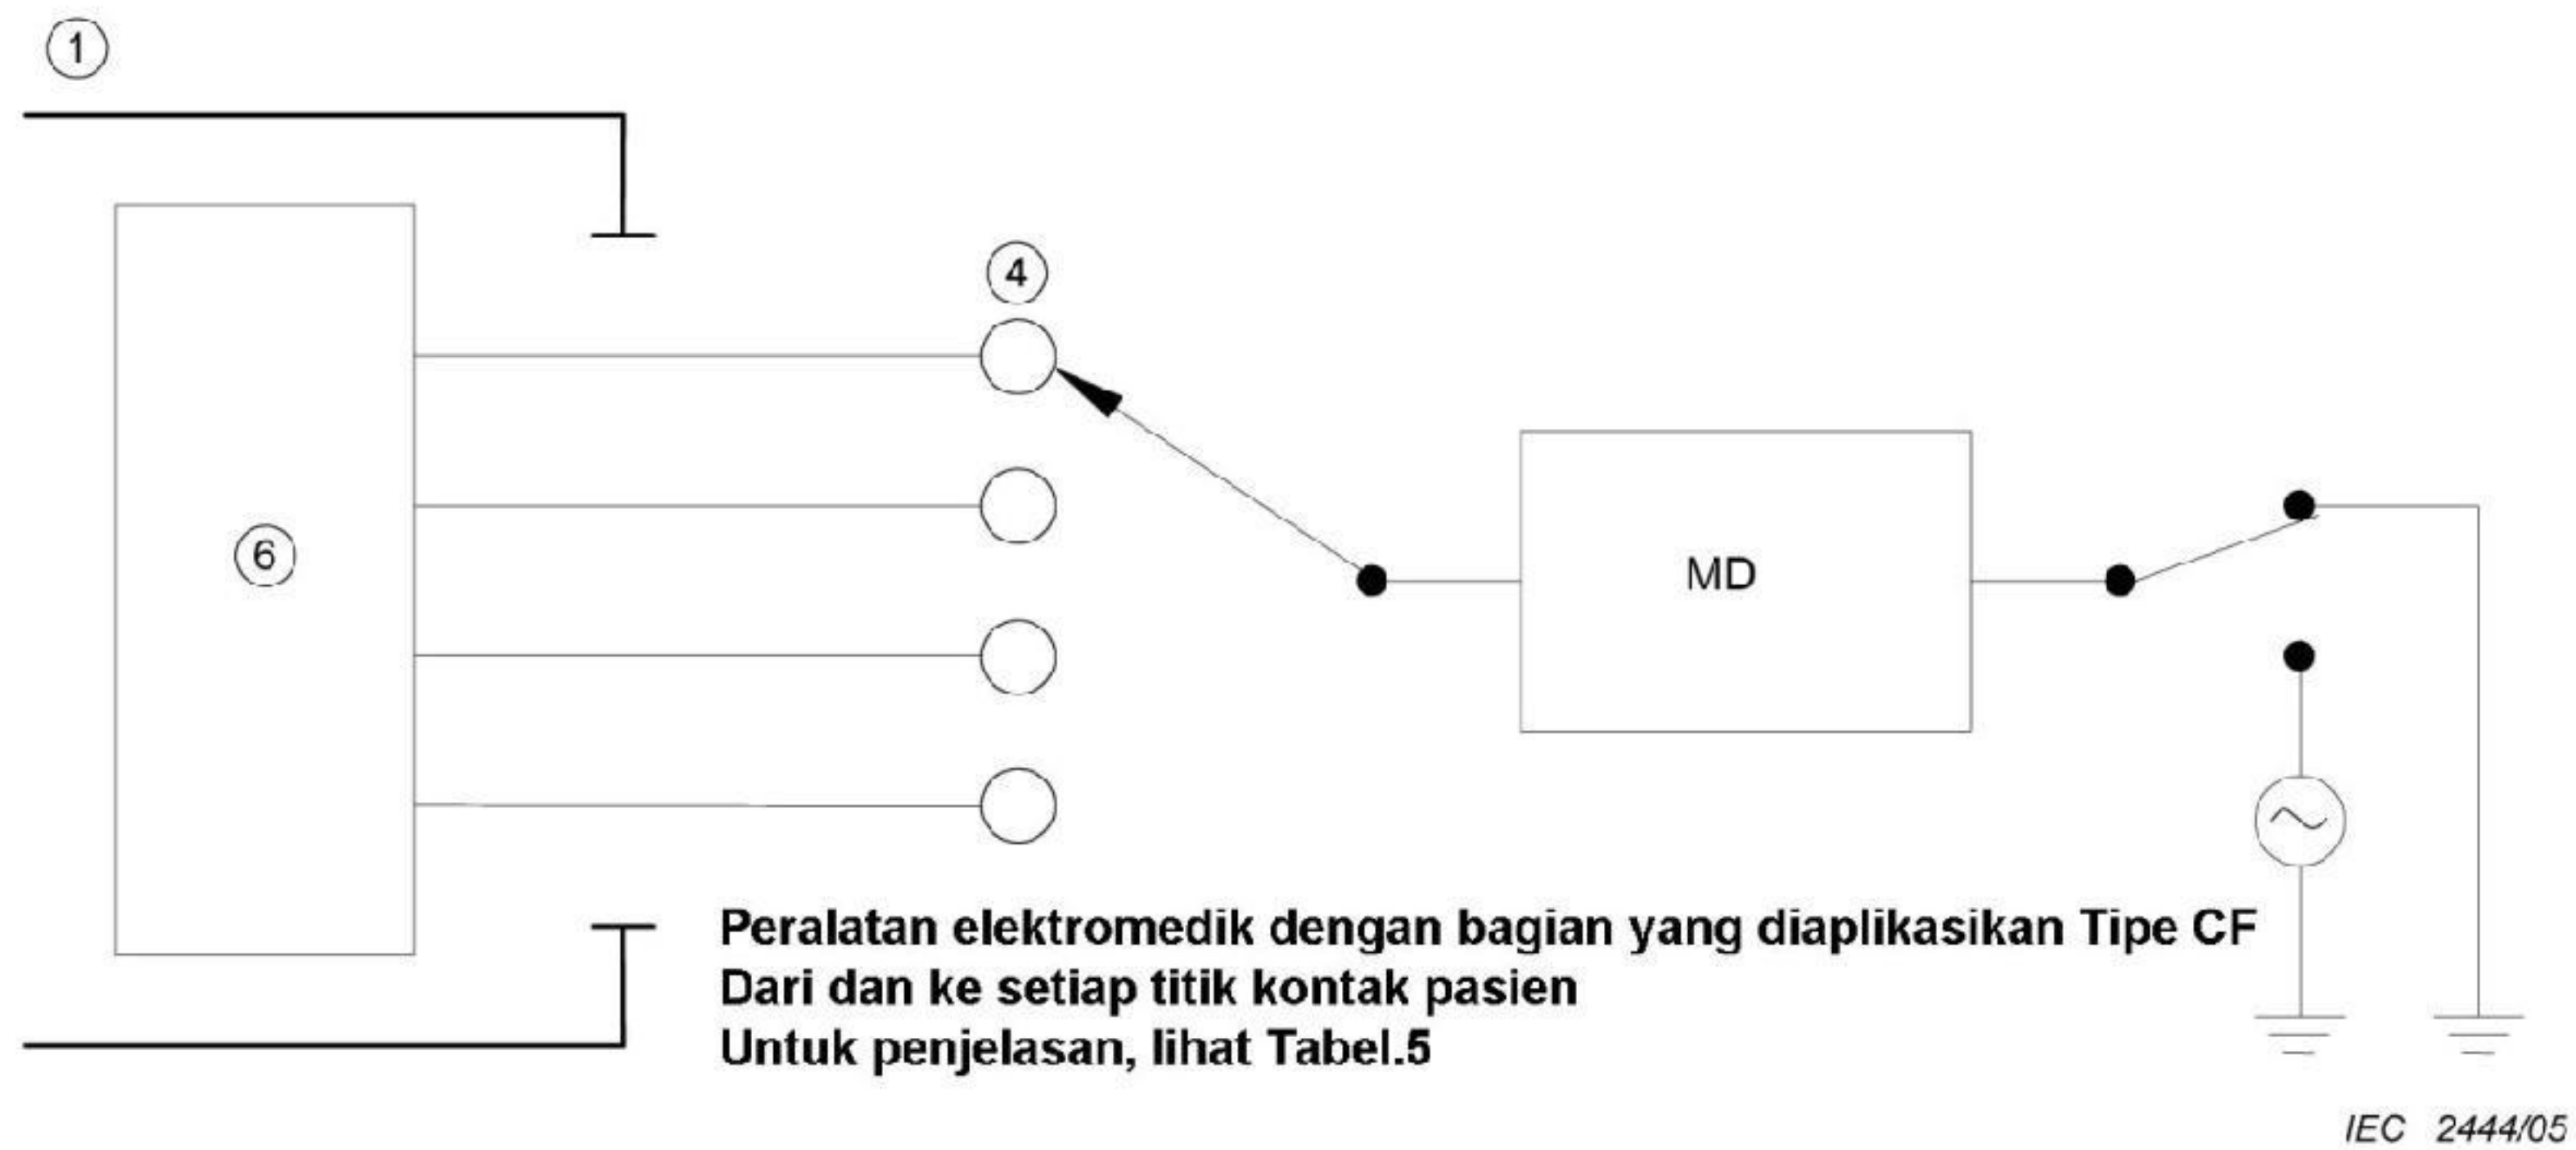 1
4
6
MD
Peralatan elektromedik dengan bagian yang diaplikasikan Tipe CF
Dari dan ke setiap titik kontak pasien
Untuk penjelasan, lihat Tabel.5
IEC 2444/05